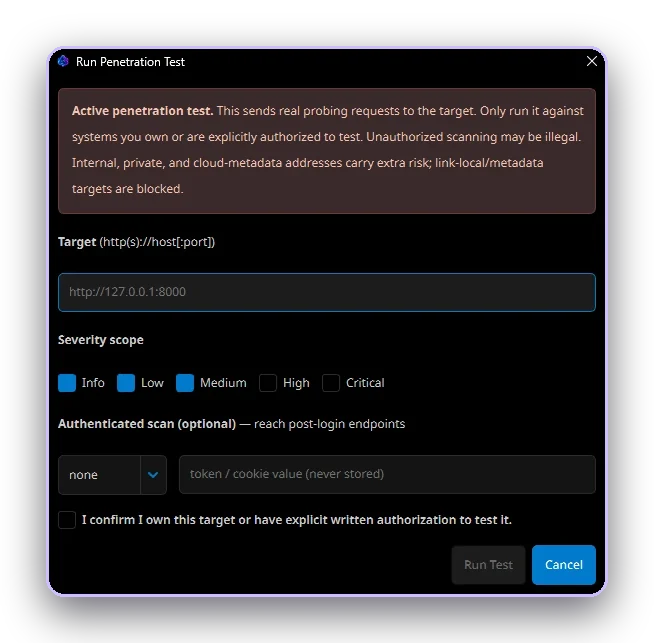 Run Penetration Test
Active penetration test. This sends real probing requests to the target. Only run it against
systems you own or are explicitly authorized to test. Unauthorized scanning may be illegal.
Internal, private, and cloud-metadata addresses carry extra risk; link-local/metadata
targets are blocked.
Target (http(s)://host[:port])
http://127.0.0.1:8000
Severity scope
Info Low Medium High Critical
Authenticated scan (optional) — reach post-login endpoints
none token / cookie value (never stored)
I confirm I own this target or have explicit written authorization to test it.
Run Test Cancel